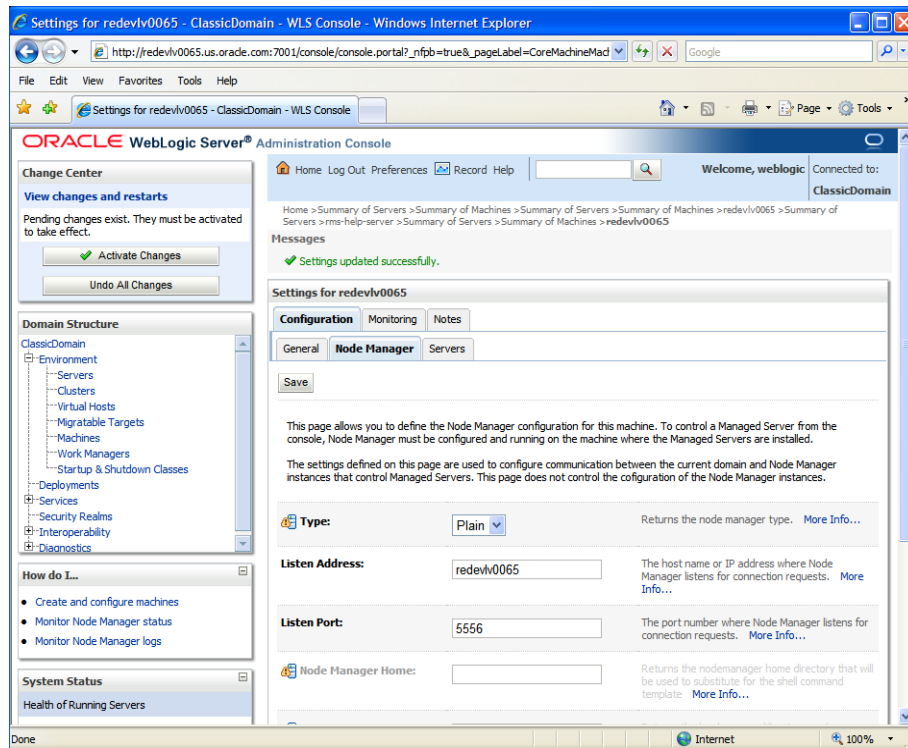 Settings for redevlv0065 - ClassicDomain - WLS Console - Windows Internet Explorer
http://redevlv0065.us.oracle.com:7001/console/console.portal?_nfpb=true&_pageLabel=CoreMachineMacl
Google
File Edit View Favorites Tools Help
Settings for redevlv0065 - ClassicDomain - WLS Console
Page Tools
ORACLE WebLogic Server® Administration Console
Change Center
View changes and restarts
Pending changes exist. They must be activated
to take effect.
Activate Changes
Undo All Changes
Domain Structure
ClassicDomain
Environment
Servers
Clusters
Virtual Hosts
Migratable Targets
Machines
Work Managers
Startup & Shutdown Classes
Deployments
Services
Security Realms
Interoperability
Diagnostics
How do I...
Create and configure machines
Monitor Node Manager status
Monitor Node Manager logs
System Status
Health of Running Servers
Home Log Out Preferences Record Help
Welcome, weblogic
Connected to:
ClassicDomain
Home >Summary of Servers >Summary of Machines >Summary of Servers >Summary of Machines >redevlv0065 >Summary of
Servers >rms-help-server >Summary of Servers >Summary of Machines >redevlv0065
Messages
Settings updated successfully.
Settings for redevlv0065
Configuration Monitoring Notes
General Node Manager Servers
Save
This page allows you to define the Node Manager configuration for this machine. To control a Managed Server from the
console, Node Manager must be configured and running on the machine where the Managed Servers are installed.
The settings defined on this page are used to configure communication between the current domain and Node Manager
instances that control Managed Servers. This page does not control the cofiguration of the Node Manager instances.
Type: Plain Returns the node manager type. More Info...
Listen Address: redevlv0065 The host name or IP address where Node
Manager listens for connection requests. More
Info...
Listen Port: 5556 The port number where Node Manager listens for
connection requests. More Info...
Node Manager Home: Returns the nodemanager home directory that will
be used to substitute for the shell command
template More Info...
Done
Internet
100%